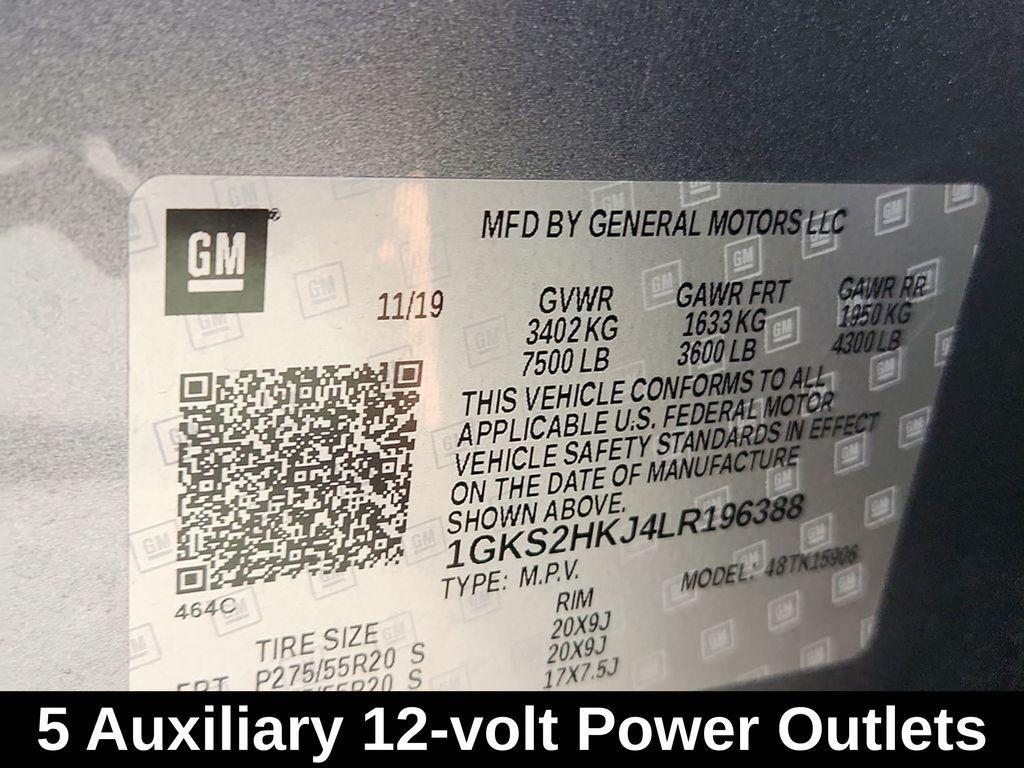 GM
MFD BY GENERAL MOTORS LLC
11/19
GVWR GAWR FRT GAWR RR
3402 KG 1633 KG 1950 KG
7500 LB 3600 LB 4300 LB
THIS VEHICLE CONFORMS TO ALL
APPLICABLE U.S. FEDERAL MOTOR
VEHICLE SAFETY STANDARDS IN EFFECT
ON THE DATE OF MANUFACTURE
SHOWN ABOVE.
1GKS2HKJ4LR196388
TYPE: M.P.V. MODEL: 48TK15906
464C
TIRE SIZE RIM
FRT P275/55R20 S 20X9J
55R20 S 20X9J
17X7.5J
5 Auxiliary 12-volt Power Outlets